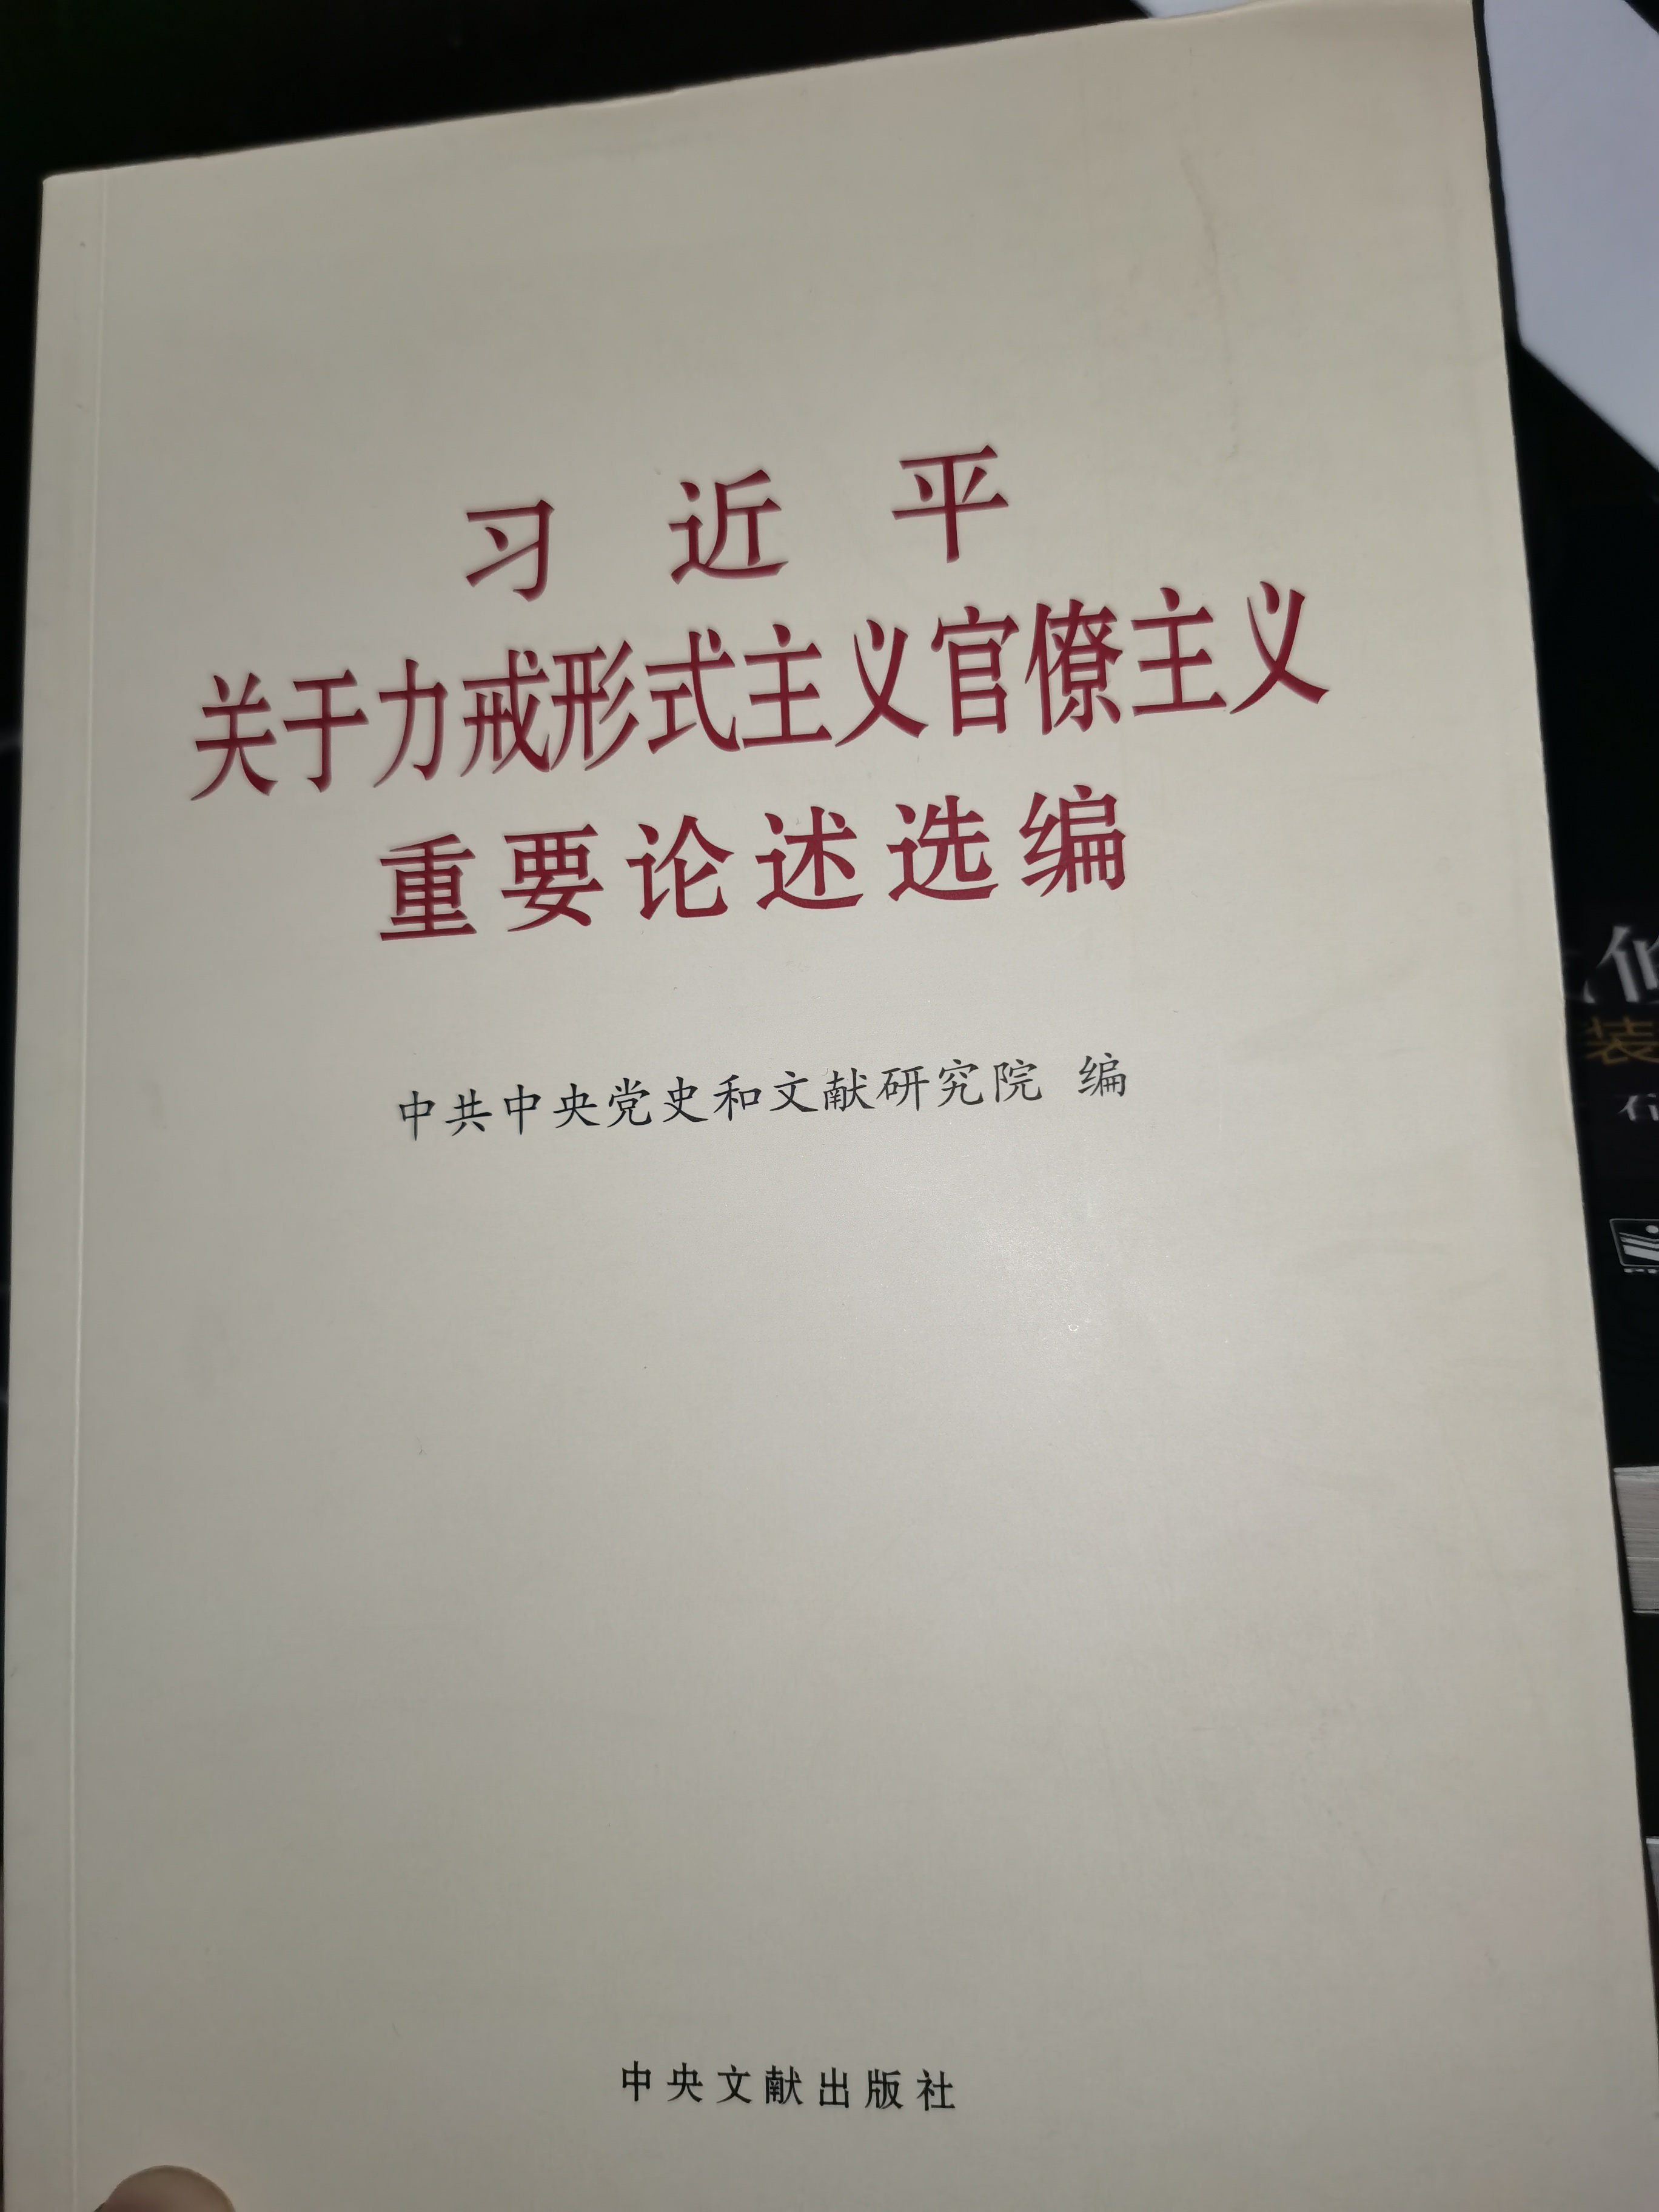 习近平
关于力戒形式主义官僚主义
重要论述选编
中共中央党史和文献研究院 编
中央文献出版社
装